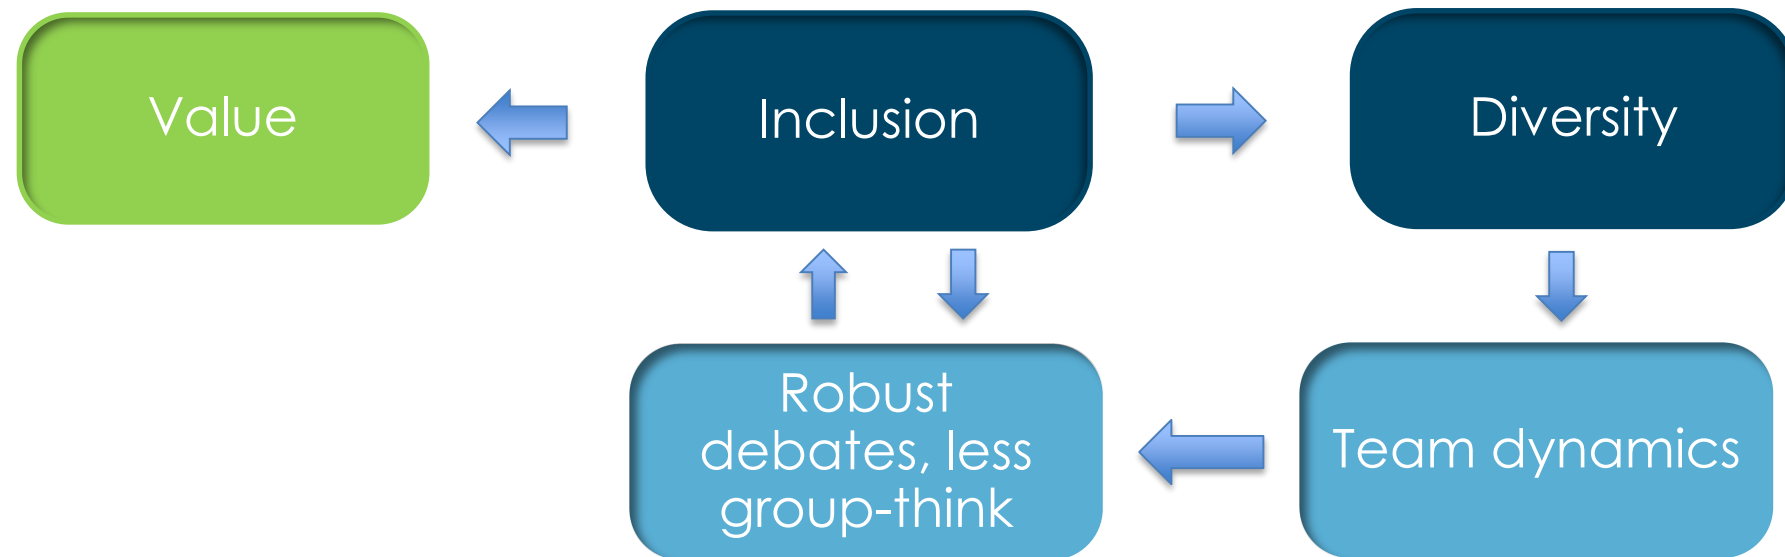 Value
Inclusion
Diversity
Robust
debates, less
group-think
Team dynamics